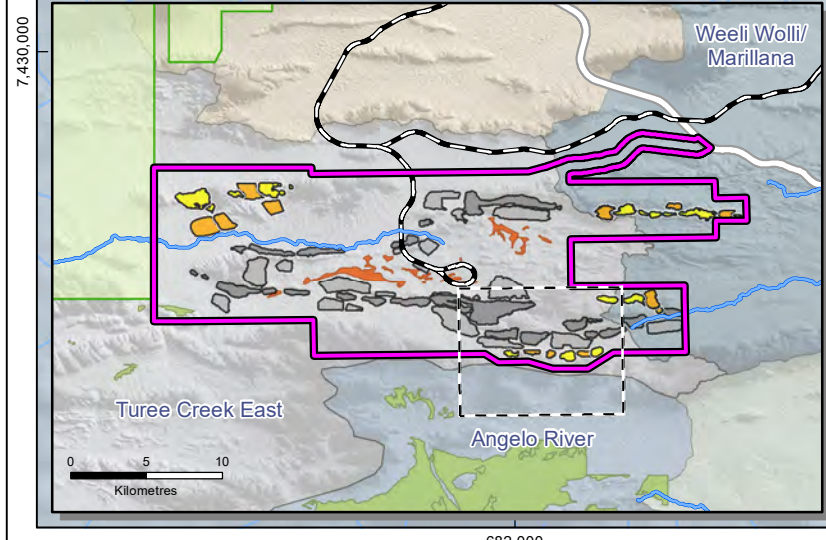 7,430,000
Weeli Wolli/
Marillana
Turee Creek East
Angelo River
0 5 10
Kilometres